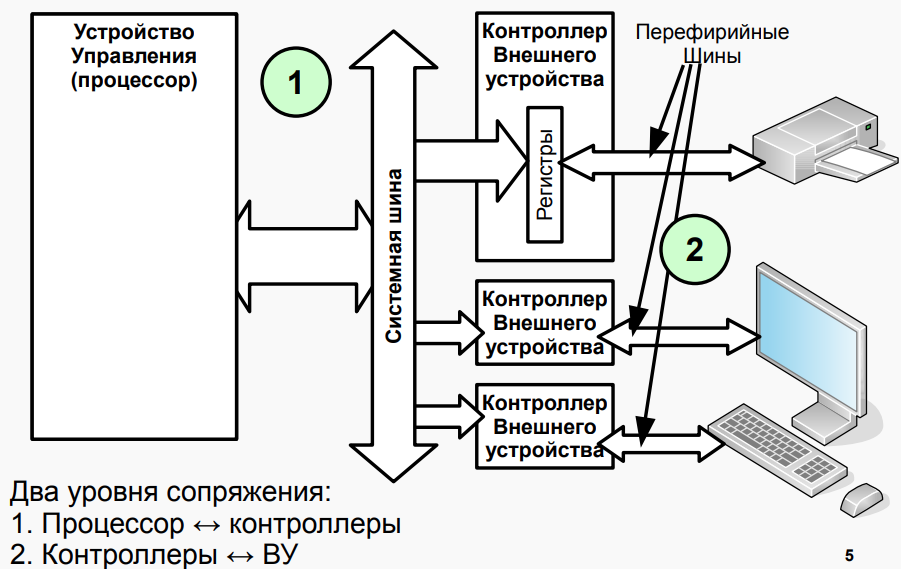 Устройство
Управления
(процессор)
1
Системная шина
Контроллер
Внешнего
устройства
Регистры
Перефирийные
Шины
2
Контроллер
Внешнего
устройства
Контроллер
Внешнего
устройства
Два уровня сопряжения:
1. Процессор ↔ контроллеры
2. Контроллеры ↔ ВУ
5